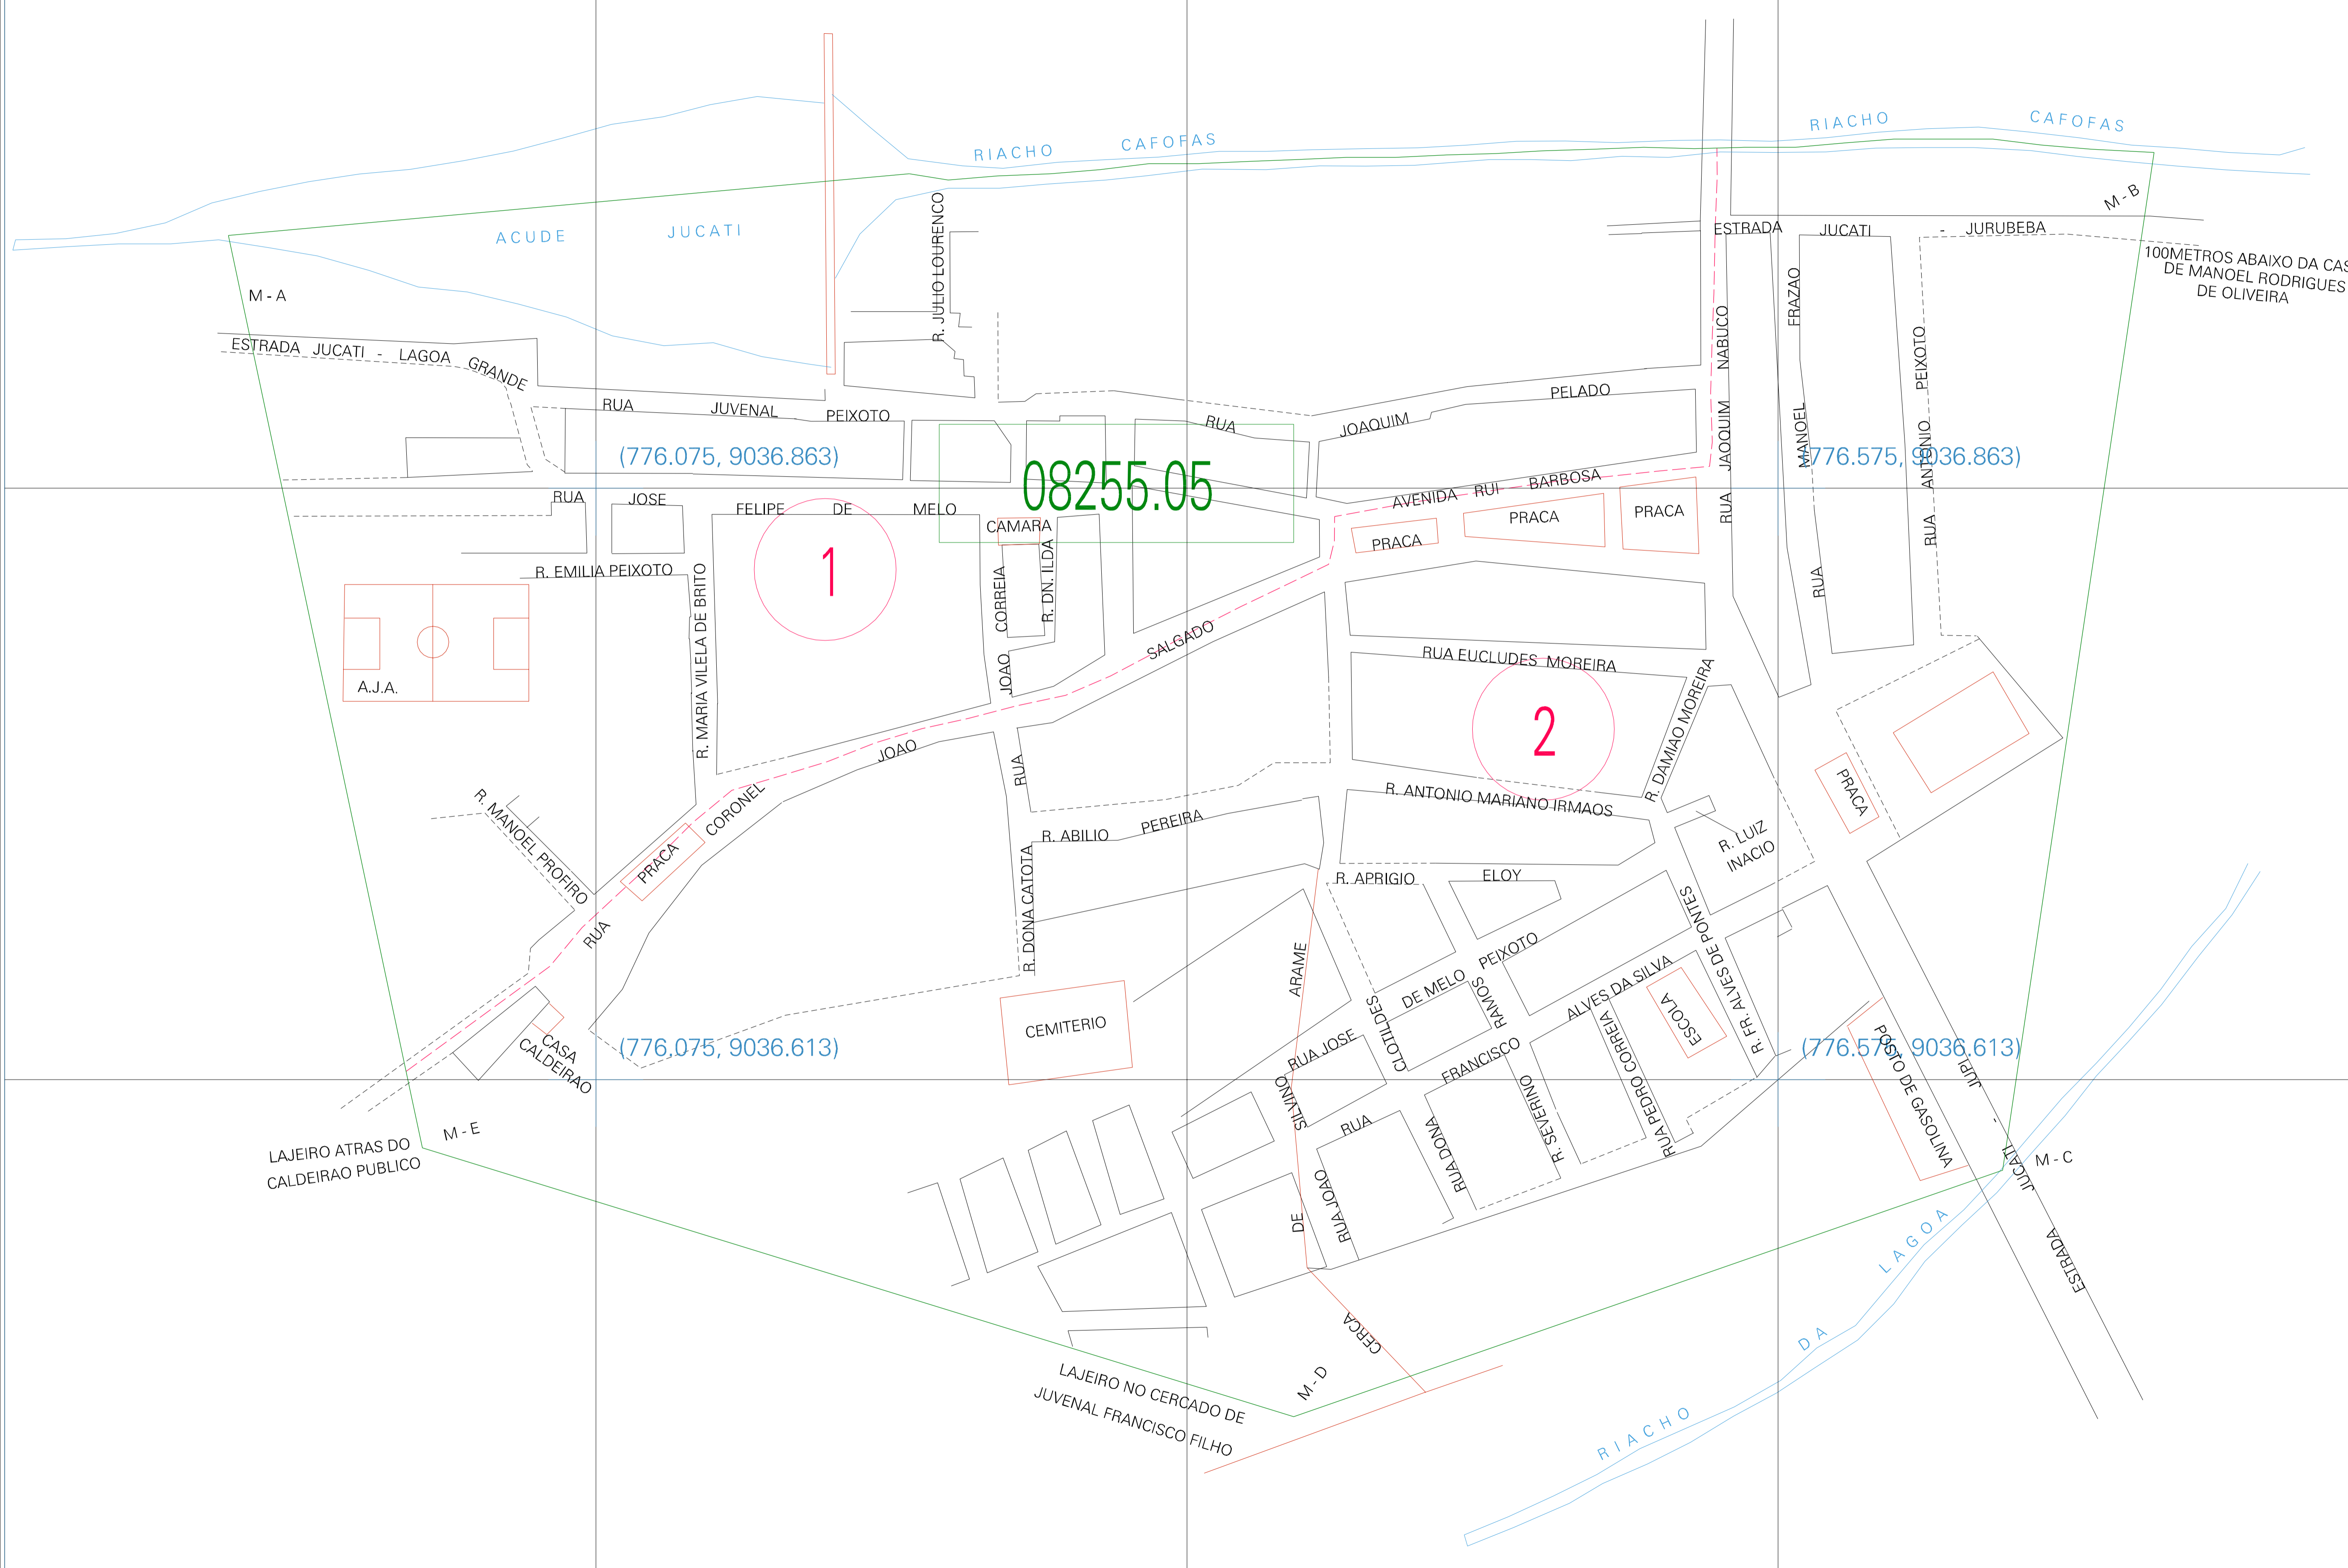 RIACHO CAFOFAS
RIACHO CAFOFAS
ACUDE JUCATI
M - A
M - B
R. JULIO LOURENCO
ESTRADA JUCATI - JURUBEBA
100METROS ABAIXO DA CAS
DE MANOEL RODRIGUES
DE OLIVEIRA
ESTRADA JUCATI - LAGOA GRANDE
RUA JUVENAL PEIXOTO
RUA JOAQUIM PELADO
RUA JAOQUIM NABUCO
RUA MANOEL FRAZAO
RUA ANTONIO PEIXOTO
(776.075, 9036.863)
08255.05
(776.575, 9036.863)
RUA JOSE FELIPE DE MELO
CAMARA
AVENIDA RUI BARBOSA
PRACA
PRACA
PRACA
1
R. EMILIA PEIXOTO
R. MARIA VILELA DE BRITO
RUA JOAO CORREIA
R. DN. ILDA
A.J.A.
RUA CORONEL JOAO SALGADO
RUA EUCLUDES MOREIRA
2
R. DAMIAO MOREIRA
R. ANTONIO MARIANO IRMAOS
R. LUIZ
INACIO
PRACA
R. MANOEL PROFIRO
PRACA
R. ABILIO PEREIRA
R. DONA CATOTA
R. APRIGIO ELOY
RUA JOSE DE MELO PEIXOTO
RUA FRANCISCO ALVES DA SILVA
R. FR. ALVES DE PONTES
ESCOLA
CEMITERIO
CERCA DE ARAME
RUA JOAO SILVINO
RUA DONA CLOTILDES
R. SEVERINO RAMOS
RUA PEDRO CORREIA
CASA
CALDEIRAO
(776.075, 9036.613)
(776.575, 9036.613)
POSTO DE GASOLINA
ESTRADA JUCATI - JUPI
M - E
LAJEIRO ATRAS DO
CALDEIRAO PUBLICO
M - C
M - D
LAJEIRO NO CERCADO DE
JUVENAL FRANCISCO FILHO
RIACHO DA LAGOA